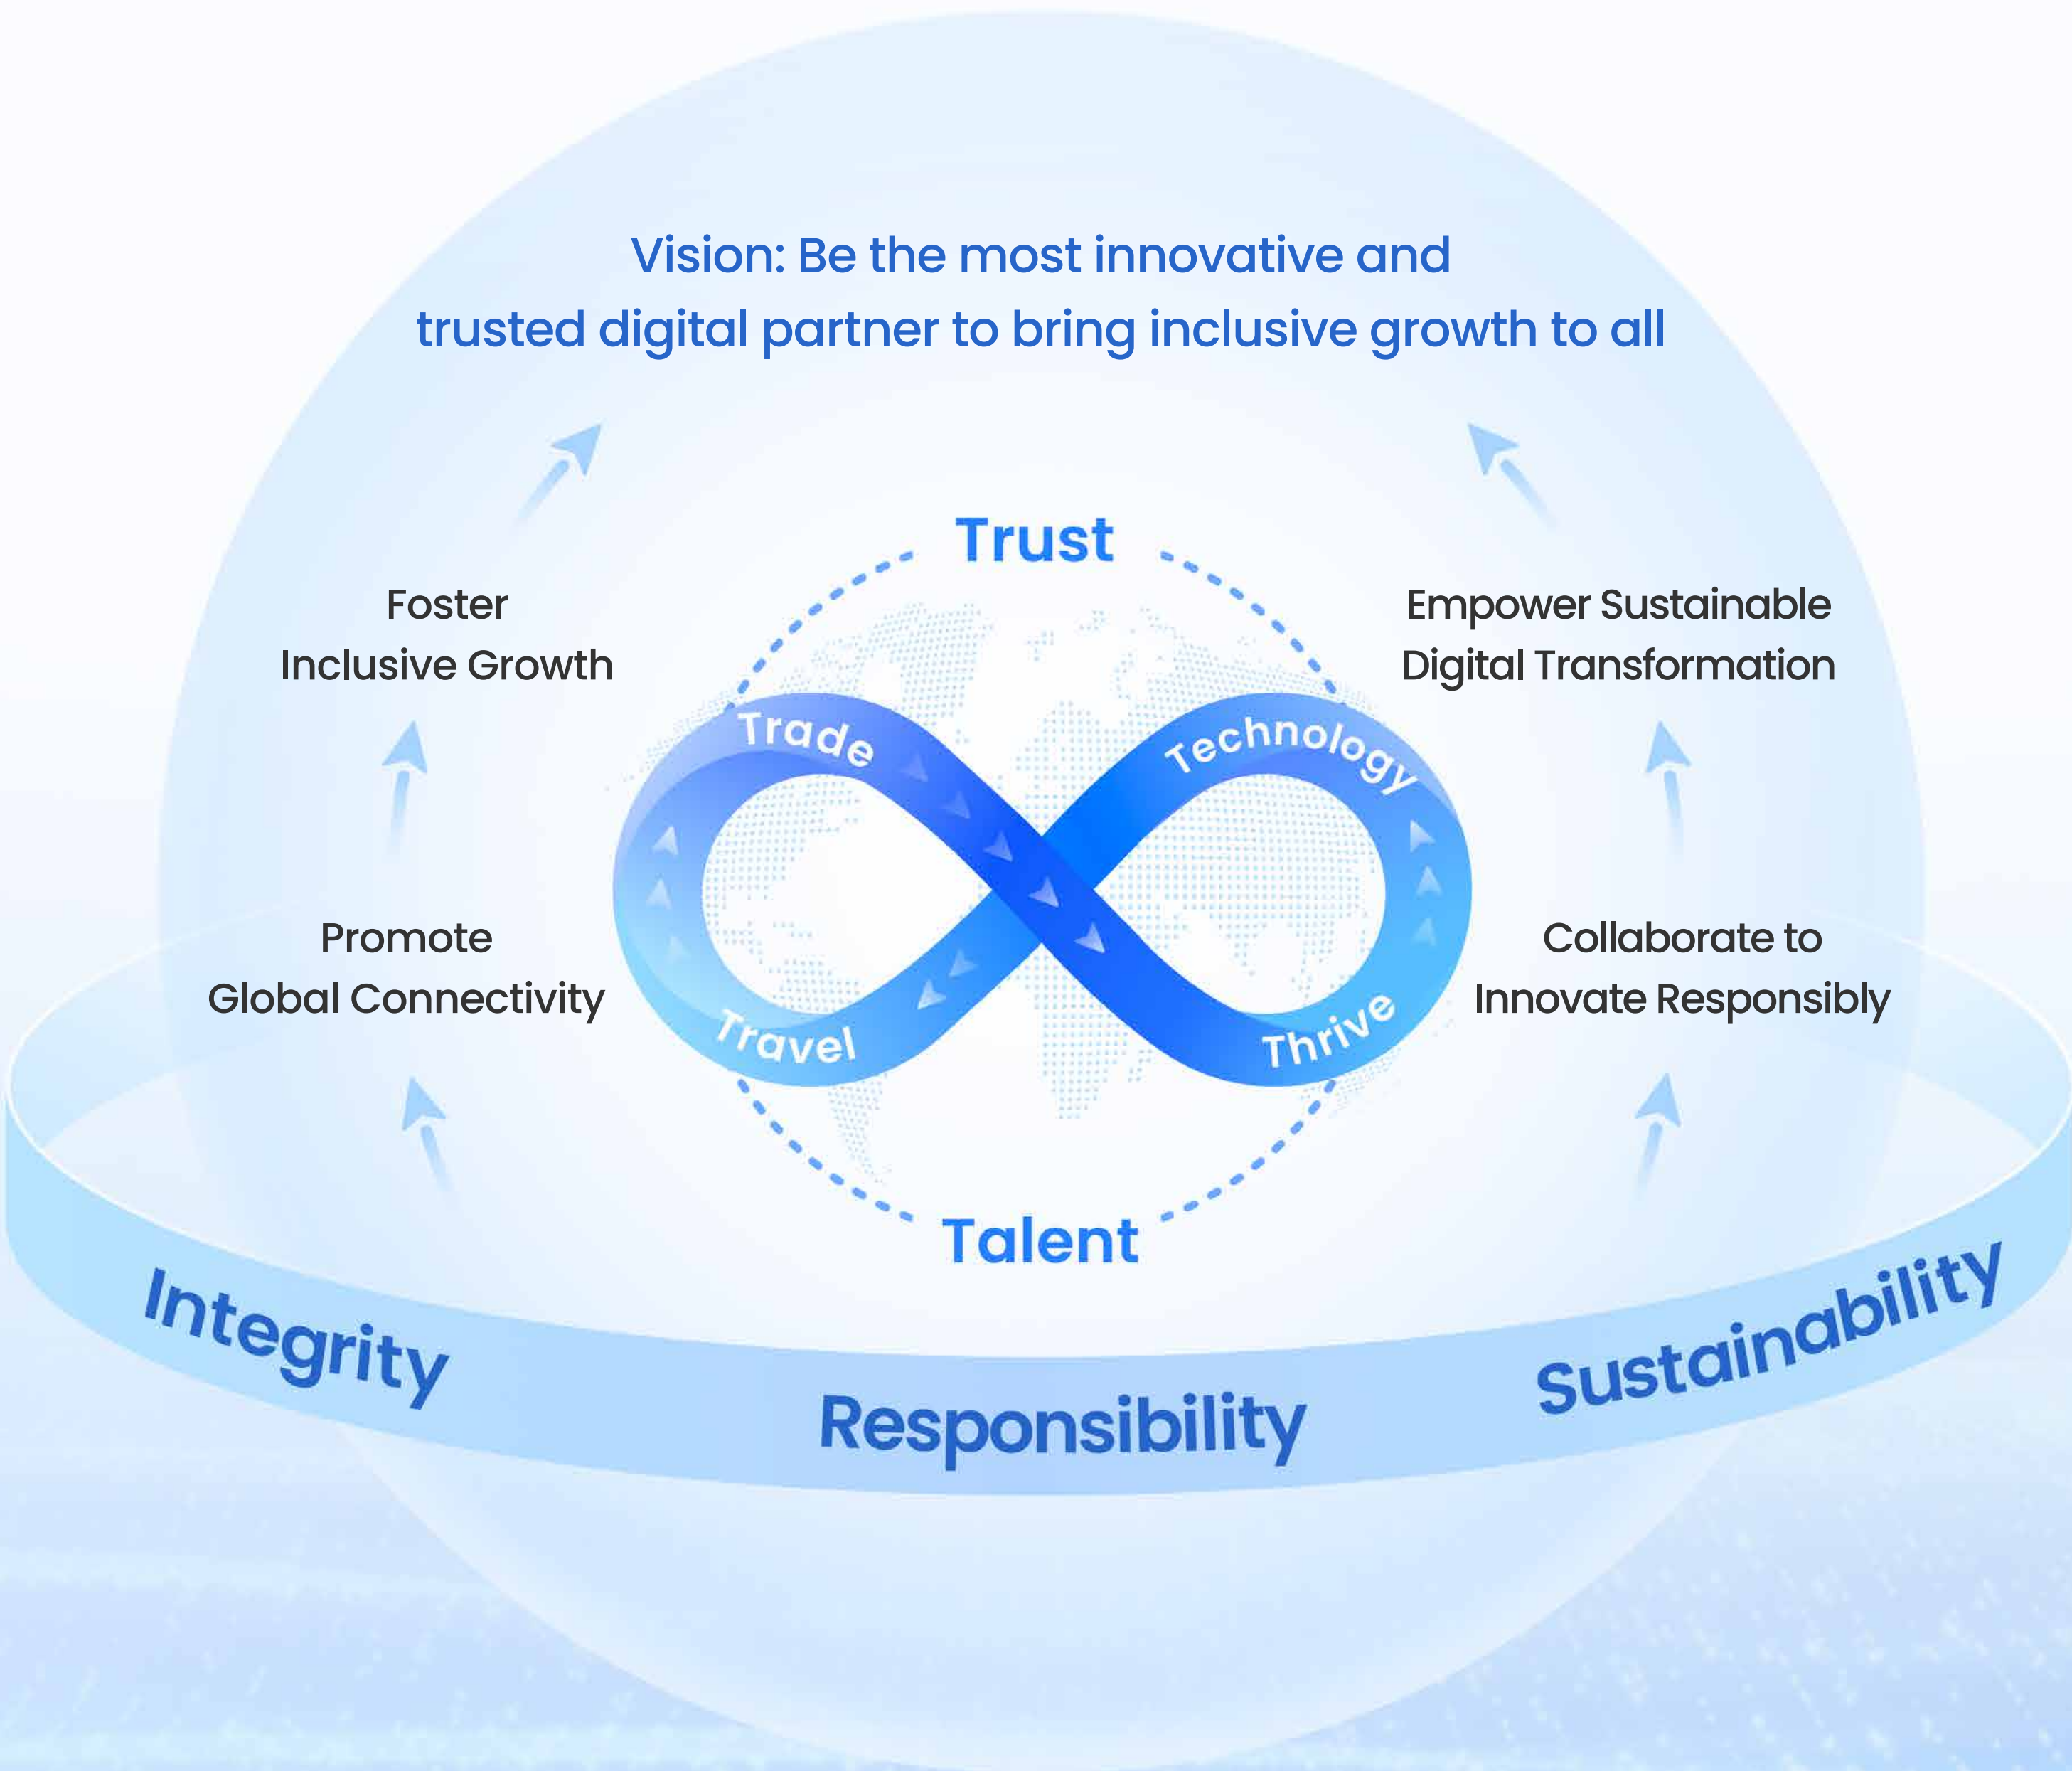 Vision: Be the most innovative and
trusted digital partner to bring inclusive growth to all
Trust
Foster
Inclusive Growth
Empower Sustainable
Digital Transformation
Trade
Technology
Promote
Global Connectivity
Collaborate to
Innovate Responsibly
Travel
Thrive
Talent
Integrity
Responsibility
Sustainability